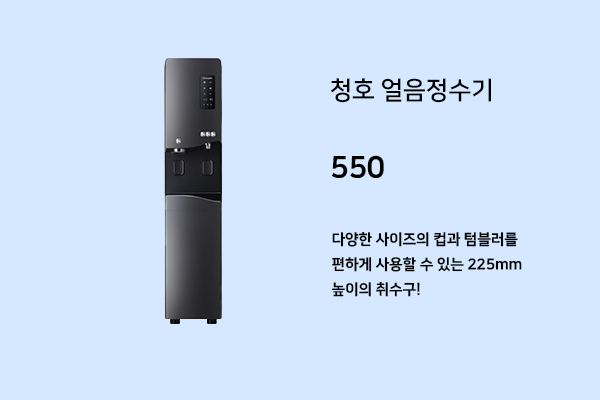 청호 얼음정수기
550
다양한 사이즈의 컵과 텀블러를
편하게 사용할 수 있는 225mm
높이의 취수구!